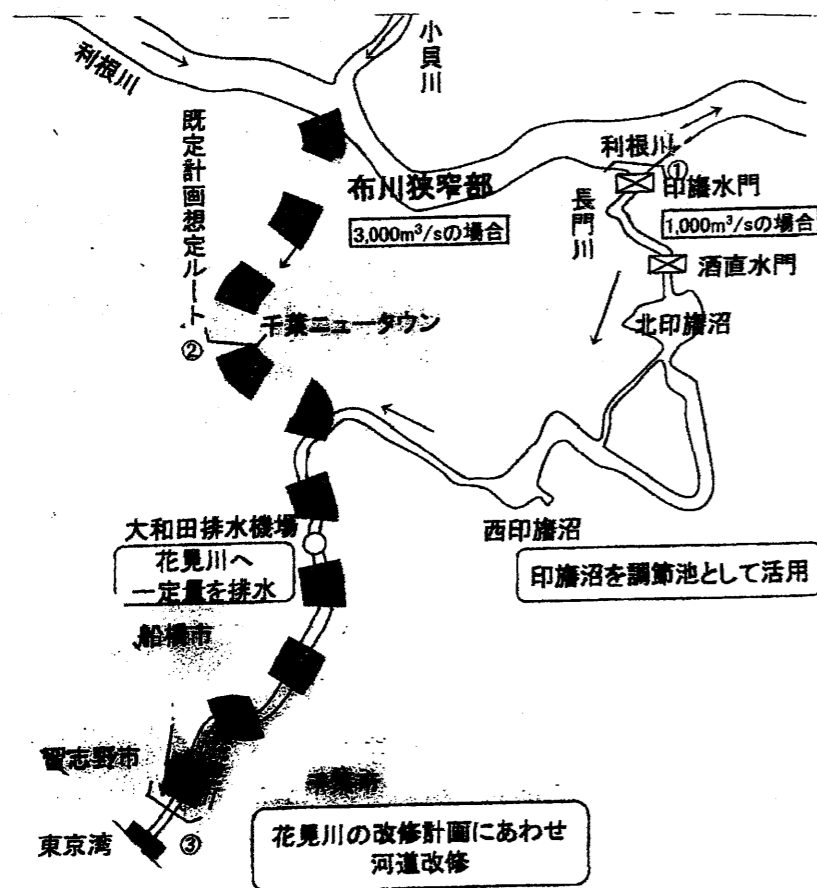 利根川
小貝川
既定計画想定ルート
布川狭窄部
3,000m³/sの場合
利根川
①
印旛水門
長門川
1,000m³/sの場合
酒直水門
北印旛沼
千葉ニュータウン
②
大和田排水機場
花見川へ
一定量を排水
西印旛沼
印旛沼を調節池として活用
船橋市
習志野市
千葉市
東京湾
③
花見川の改修計画にあわせ
河道改修